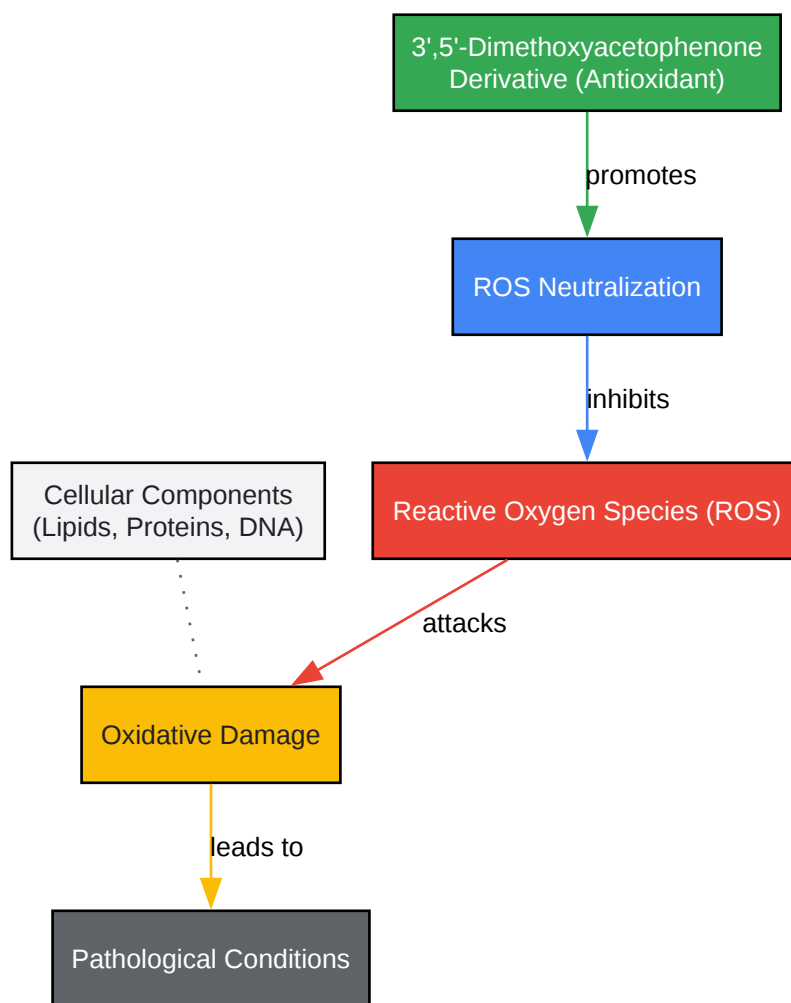 3',5'-Dimethoxyacetophenone
Derivative (Antioxidant)
promotes
ROS Neutralization
inhibits
Cellular Components
(Lipids, Proteins, DNA)
Reactive Oxygen Species (ROS)
attacks
Oxidative Damage
leads to
Pathological Conditions